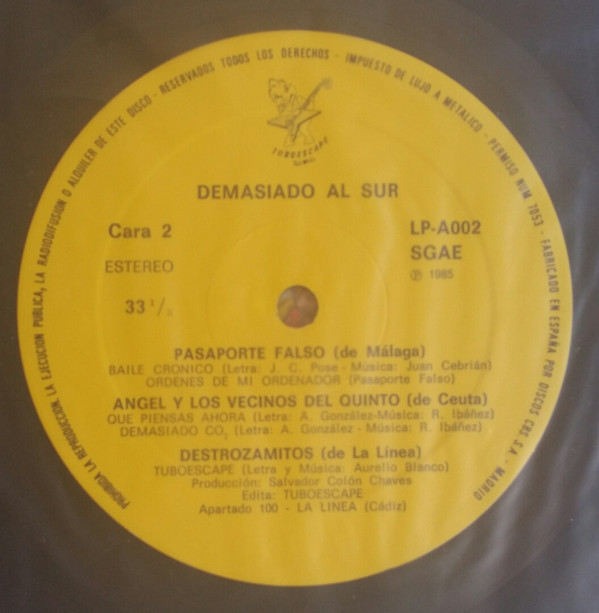 PROHIBIDA LA REPRODUCCION, LA EJECUCION PUBLICA, LA RADIODIFUSION O ALQUILER DE ESTE DISCO - RESERVADOS TODOS LOS DERECHOS - IMPUESTO DE LUJO A METALICO - PERMISO NUM 7053 - FABRICADO EN ESPAÑA POR DISCOS CBS S.A. - MADRID
TUBOESCAPE
Records
DEMASIADO AL SUR
Cara 2
LP-A002
ESTEREO
SGAE
Ⓟ 1985
33 1/3
PASAPORTE FALSO (de Málaga)
BAILE CRONICO (Letra: J. C. Pose - Música: Juan Cebrián)
ORDENES DE MI ORDENADOR (Pasaporte Falso)
ANGEL Y LOS VECINOS DEL QUINTO (de Ceuta)
QUE PIENSAS AHORA (Letra: A. González-Música: R. Ibáñez)
DEMASIADO CO₂ (Letra: A. González - Música: R. Ibáñez)
DESTROZAMITOS (de La Línea)
TUBOESCAPE (Letra y Música: Aurelio Blanco)
Producción: Salvador Colón Chaves
Edita: TUBOESCAPE
Apartado 100 - LA LINEA (Cádiz)